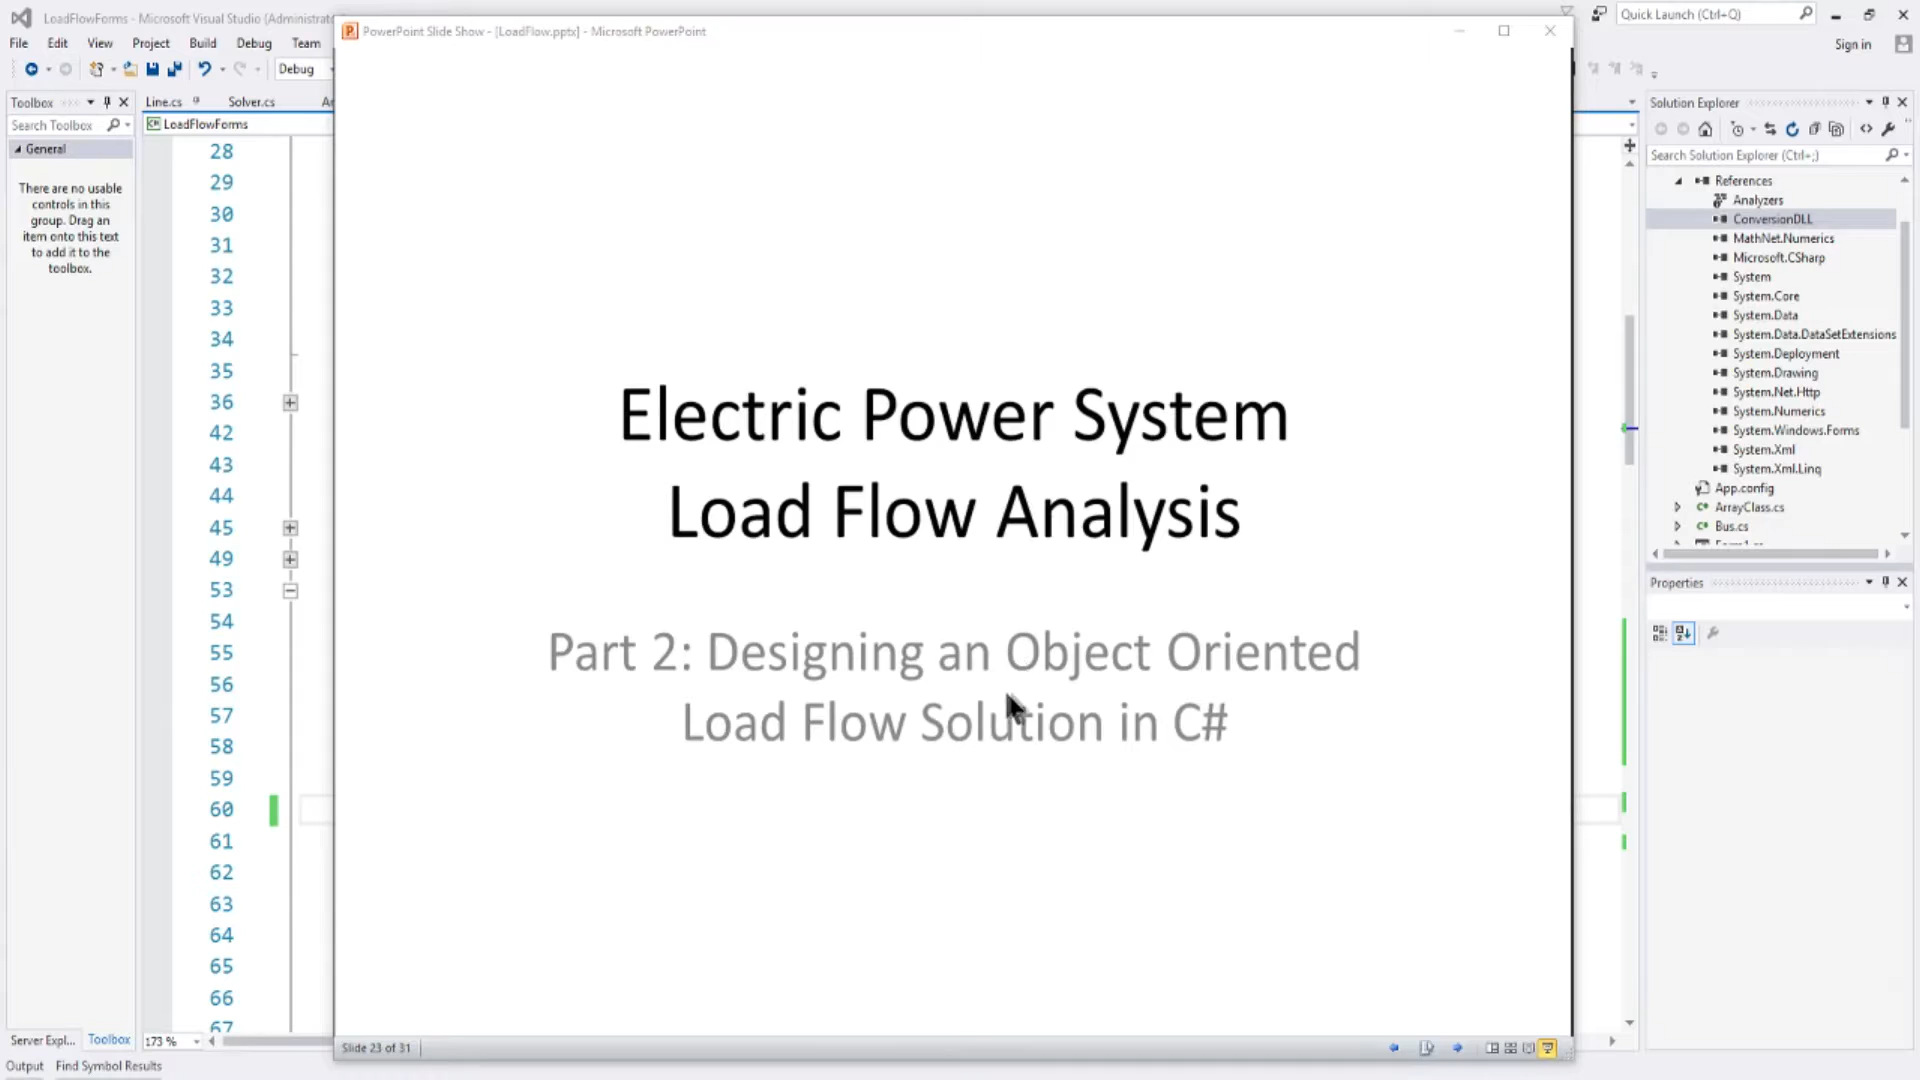 LoadFlowForms - Microsoft Visual Studio (Administrato
Quick Launch (Ctrl+Q)
File Edit View Project Build Debug Team
Sign in
Debug
PowerPoint Slide Show - [LoadFlow.pptx] - Microsoft PowerPoint
Toolbox
Line.cs Solver.cs Ar
Search Toolbox
LoadFlowForms
General
There are no usable
controls in this
group. Drag an
item onto this text
to add it to the
toolbox.
28
29
30
31
32
33
34
35
36
42
43
44
45
49
53
54
55
56
57
58
59
60
61
62
63
64
65
66
67
Electric Power System
Load Flow Analysis
Part 2: Designing an Object Oriented
Load Flow Solution in C#
Slide 23 of 31
Solution Explorer
Search Solution Explorer (Ctrl+;)
References
Analyzers
ConversionDLL
MathNet.Numerics
Microsoft.CSharp
System
System.Core
System.Data
System.Data.DataSetExtensions
System.Deployment
System.Drawing
System.Net.Http
System.Numerics
System.Windows.Forms
System.Xml
System.Xml.Linq
App.config
C# ArrayClass.cs
C# Bus.cs
Properties
Server Expl... Toolbox
173 %
Output Find Symbol Results